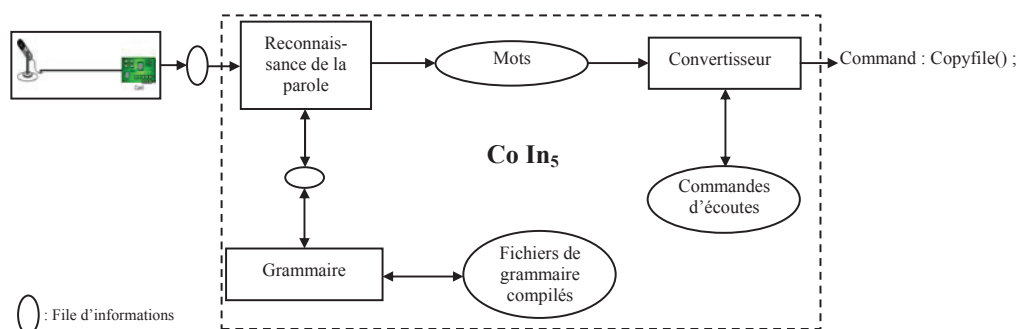 Reconnais-
sance de la
parole
Mots
Convertisseur
Command : Copyfile() ;
Co In5
Commandes
d'écoutes
Grammaire
Fichiers de
grammaire
compilés
: File d'informations